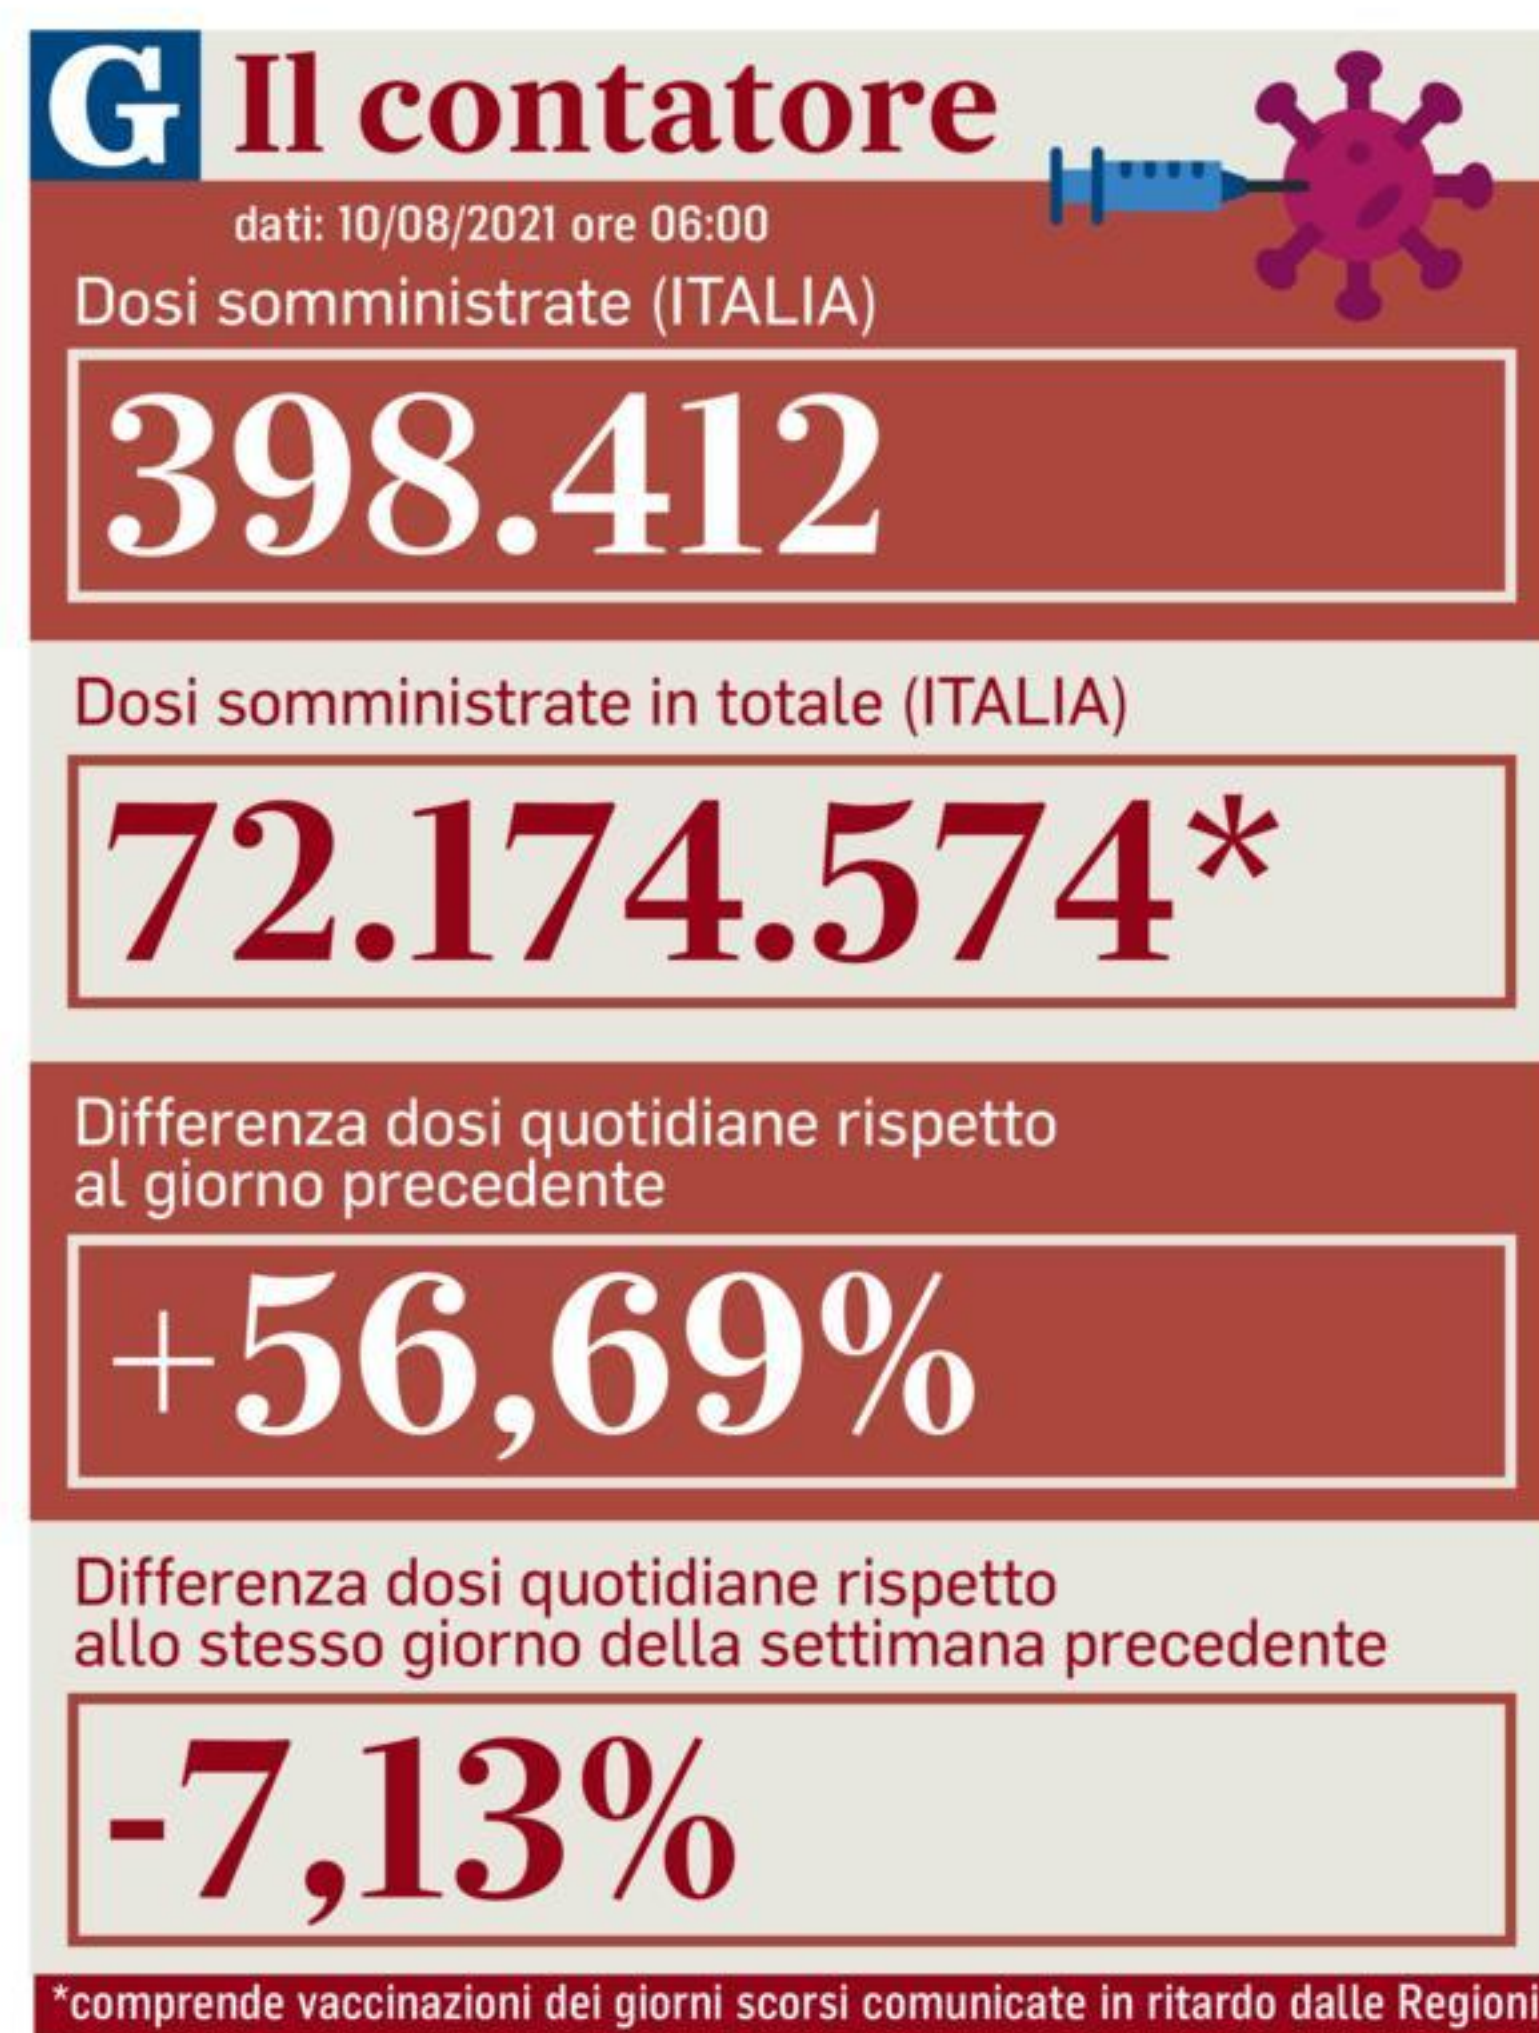 G Il contatore
dati: 10/08/2021 ore 06:00
Dosi somministrate (ITALIA)
398.412
Dosi somministrate in totale (ITALIA)
72.174.574*
Differenza dosi quotidiane rispetto
al giorno precedente
+56,69%
Differenza dosi quotidiane rispetto
allo stesso giorno della settimana precedente
-7,13%
*comprende vaccinazioni dei giorni scorsi comunicate in ritardo dalle Regioni